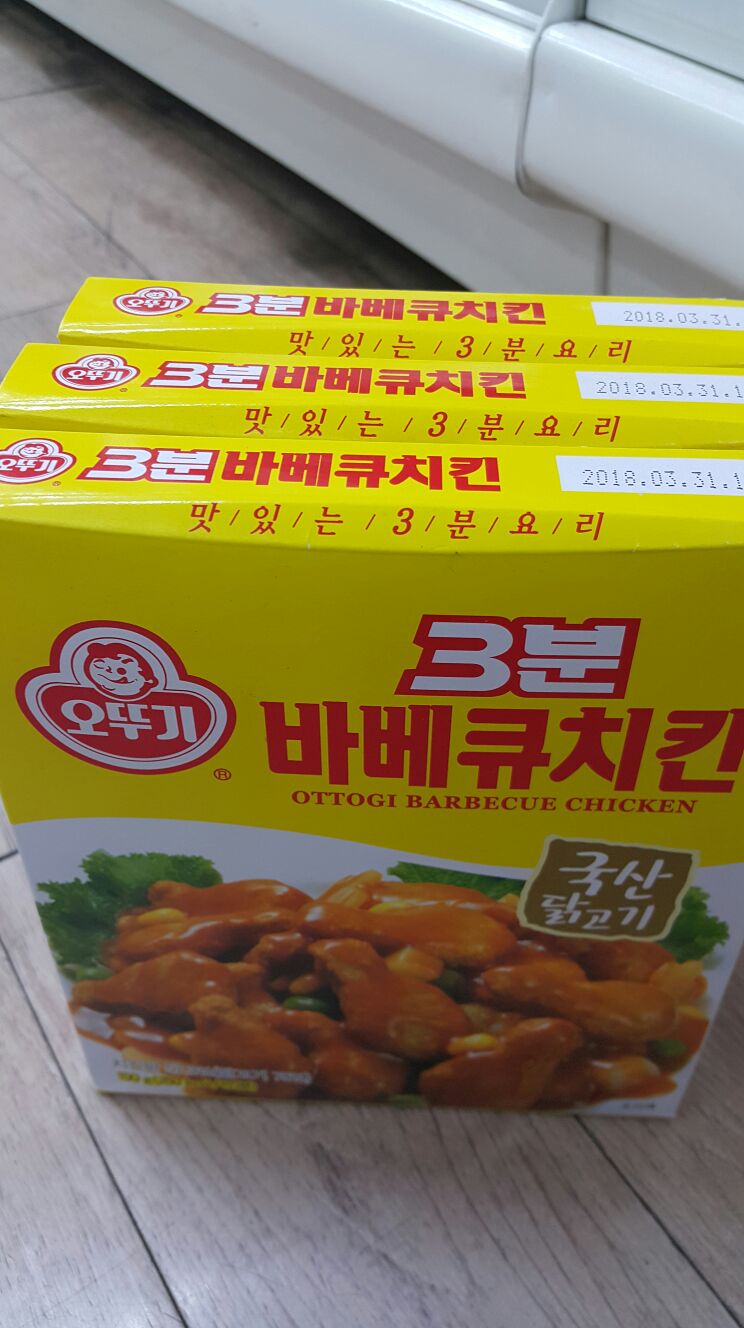 오뚜기 3분 바베큐치킨 2018.03.31.
맛/있/는/3/분/요/리
오뚜기 3분 바베큐치킨 2018.03.31.1
맛/있/는/3/분/요/리
오뚜기 3분 바베큐치킨 2018.03.31.1
맛/있/는/3/분/요/리
오뚜기 ®
3분
바베큐치킨
OTTOGI BARBECUE CHICKEN
국산
닭고기